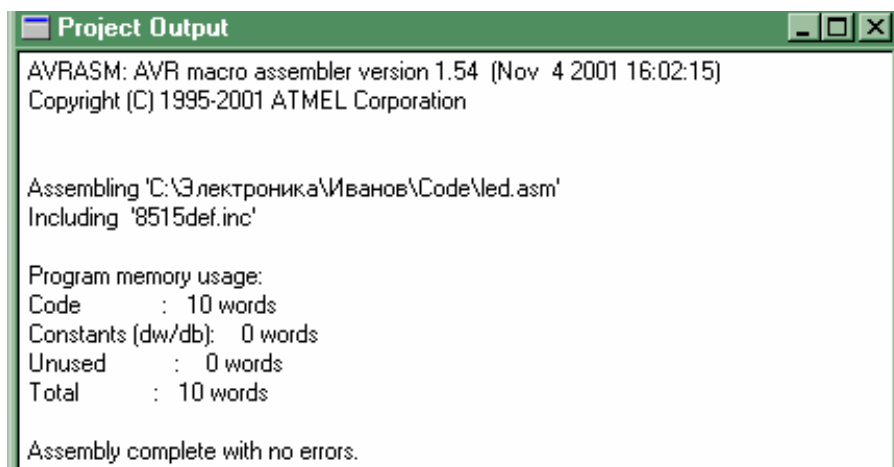 Project Output
AVRASM: AVR macro assembler version 1.54 (Nov 4 2001 16:02:15)
Copyright (C) 1995-2001 ATMEL Corporation
Assembling 'C:\Электроника\Иванов\Code\led.asm'
Including '8515def.inc'
Program memory usage:
Code : 10 words
Constants (dw/db): 0 words
Unused : 0 words
Total : 10 words
Assembly complete with no errors.